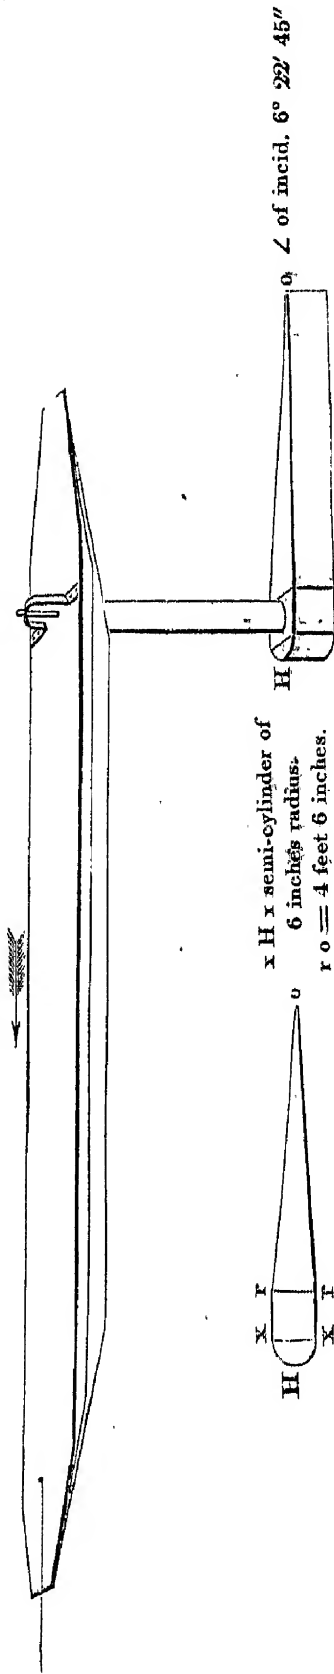 ∠ of incid. 6° 22′ 45″
o
H
x H x semi-cylinder of
6 inches radius.
r o = 4 feet 6 inches.
x r
H
o
x r